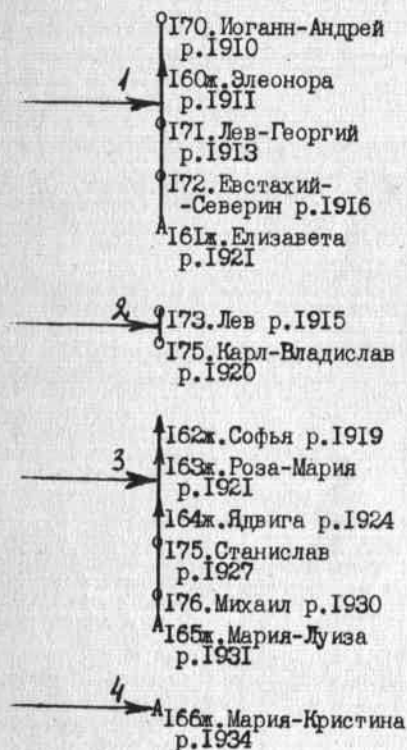 I70.Иоганн-Андрей
р.I910
1
I60ж.Элеонора
р.I9II
I7I.Лев-Георгий
р.I9I3
I72.Евстахий-
-Северин р.I9I6
I6Iж.Елизавета
р.I92I
2
I73.Лев р.I9I5
I75.Карл-Владислав
р.I920
I62ж.Софья р.I9I9
3
I63ж.Роза-Мария
р.I92I
I64ж.Ядвига р.I924
I75.Станислав
р.I927
I76.Михаил р.I930
I65ж.Мария-Луиза
р.I93I
4
I66ж.Мария-Кристина
р.I934